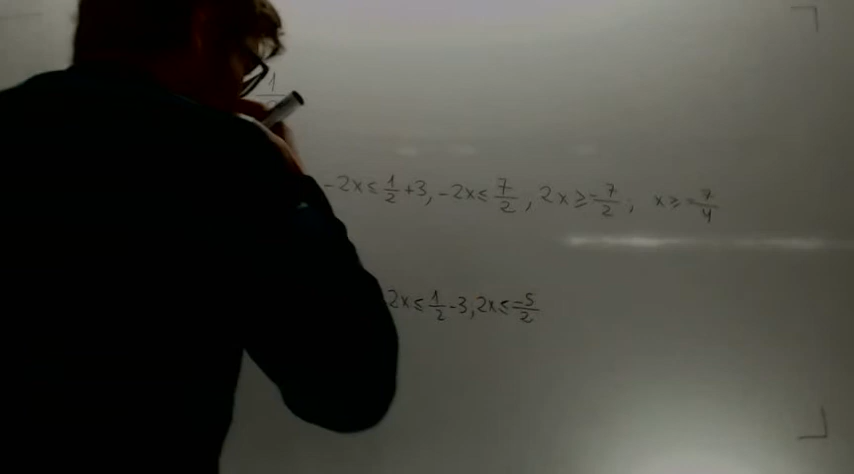 1
-2x ≤ 1/2 + 3, -2x ≤ 7/2, 2x ≥ -7/2; x ≥ -7/4
2x ≤ 1/2 - 3; 2x ≤ -5/2